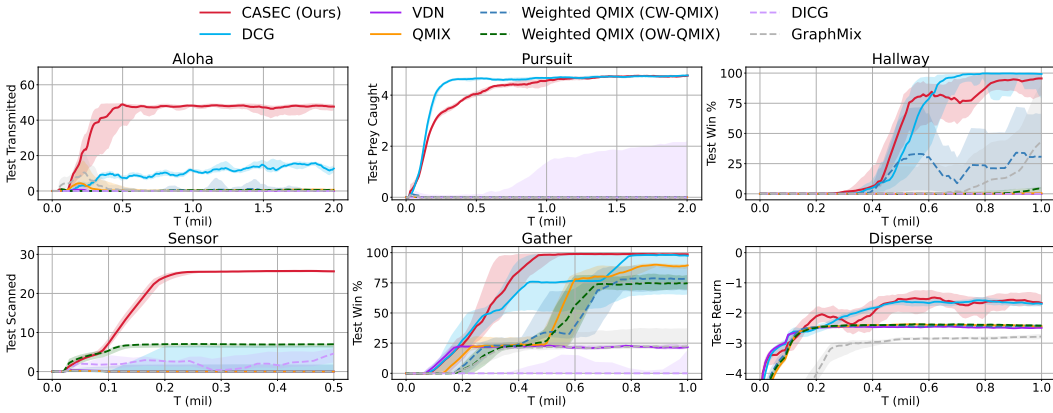 CASEC (Ours) VDN Weighted QMIX (CW-QMIX) DICG
DCG QMIX Weighted QMIX (OW-QMIX) GraphMix
Aloha Pursuit Hallway
Test Transmitted
60
40
20
0
0.0 0.5 1.0 1.5 2.0
T (mil)
Test Prey Caught
4
2
0
0.0 0.5 1.0 1.5 2.0
T (mil)
Test Win %
100
75
50
25
0
0.0 0.2 0.4 0.6 0.8 1.0
T (mil)
Sensor Gather Disperse
Test Scanned
30
20
10
0
0.0 0.1 0.2 0.3 0.4 0.5
T (mil)
Test Win %
100
75
50
25
0
0.0 0.2 0.4 0.6 0.8 1.0
T (mil)
Test Return
0
−1
−2
−3
−4
0.0 0.2 0.4 0.6 0.8 1.0
T (mil)